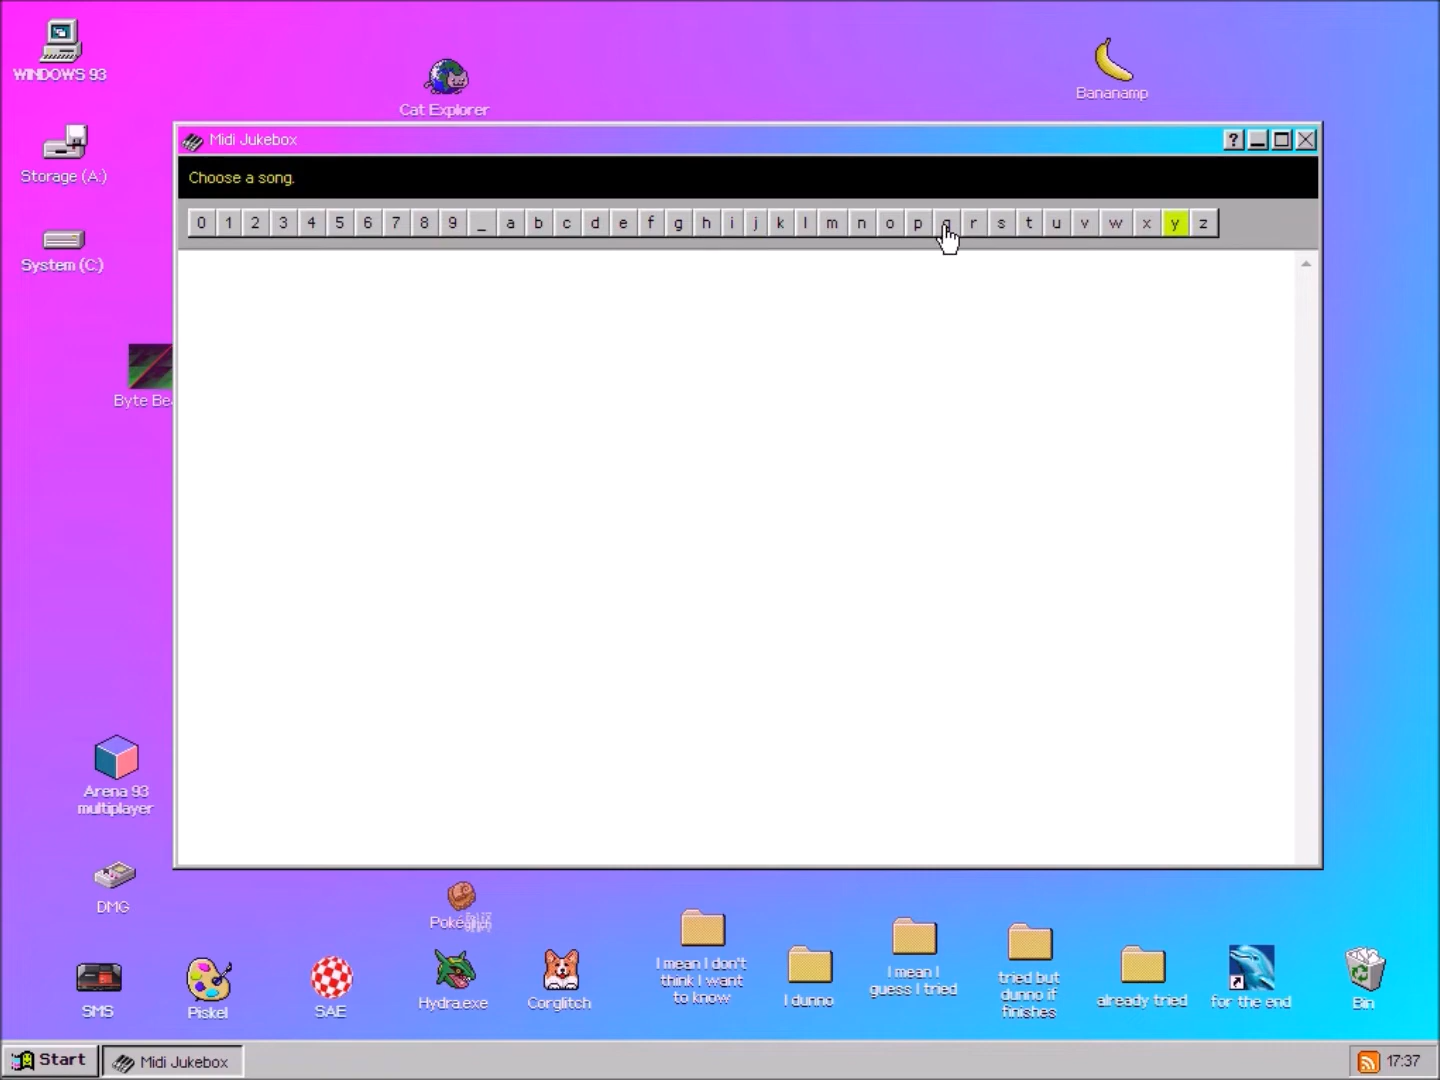 WINDOWS 93
Cat Explorer
Bananamp
Storage (A:)
System (C:)
Midi Jukebox
?
Choose a song.
0 1 2 3 4 5 6 7 8 9 _ a b c d e f g h i j k l m n o p q r s t u v w x y z
Byte
Arena 93
multiplayer
DMG
SMS
Piskel
SAE
Hydra.exe
Corglitch
I mean I don't
think I want
to know
I dunno
I mean I
guess I tried
tried but
dunno if
finishes
already tried
for the end
Bin
Start
Midi Jukebox
17:37